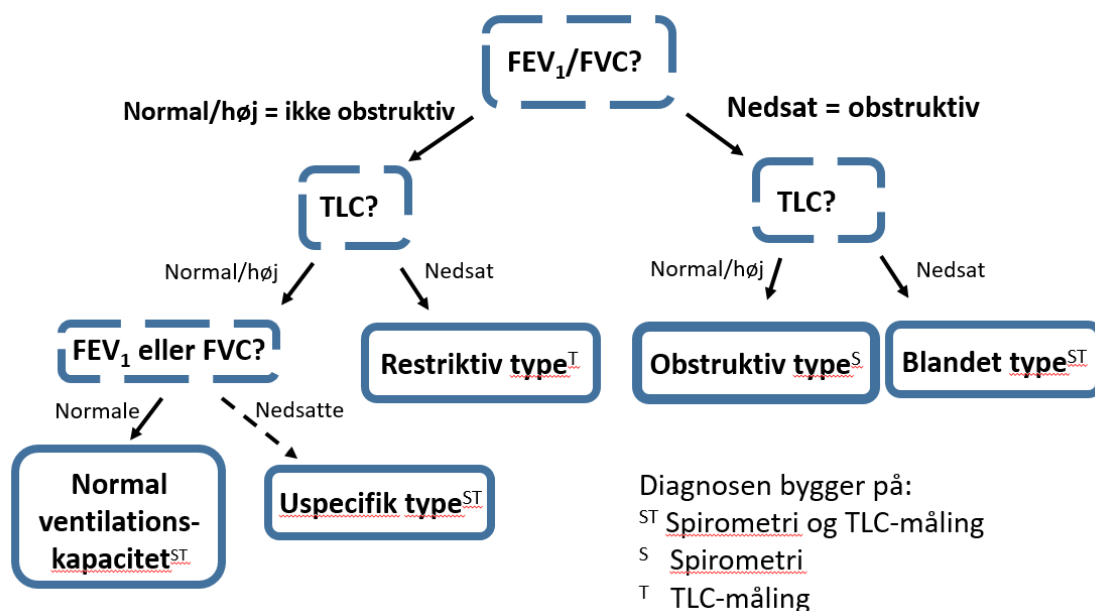 FEV₁/FVC?
Normal/høj = ikke obstruktiv
Nedsat = obstruktiv
TLC?
TLC?
Normal/høj
Nedsat
Normal/høj
Nedsat
FEV₁ eller FVC?
Restriktiv typeᵀ
Obstruktiv typeˢ
Blandet typeˢᵀ
Normale
Nedsatte
Normal
ventilations-
kapacitetˢᵀ
Uspecifik typeˢᵀ
Diagnosen bygger på:
ˢᵀ Spirometri og TLC-måling
ˢ Spirometri
ᵀ TLC-måling